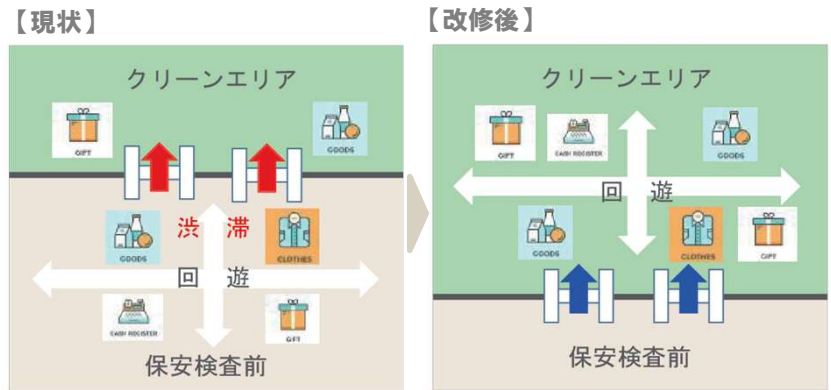 【現状】
クリーンエリア
GIFT
GOODS
渋滞
GOODS
CLOTHES
回遊
CASH REGISTER
GIFT
保安検査前
【改修後】
クリーンエリア
GIFT
CASH REGISTER
GOODS
回遊
GOODS
CLOTHES
GIFT
保安検査前